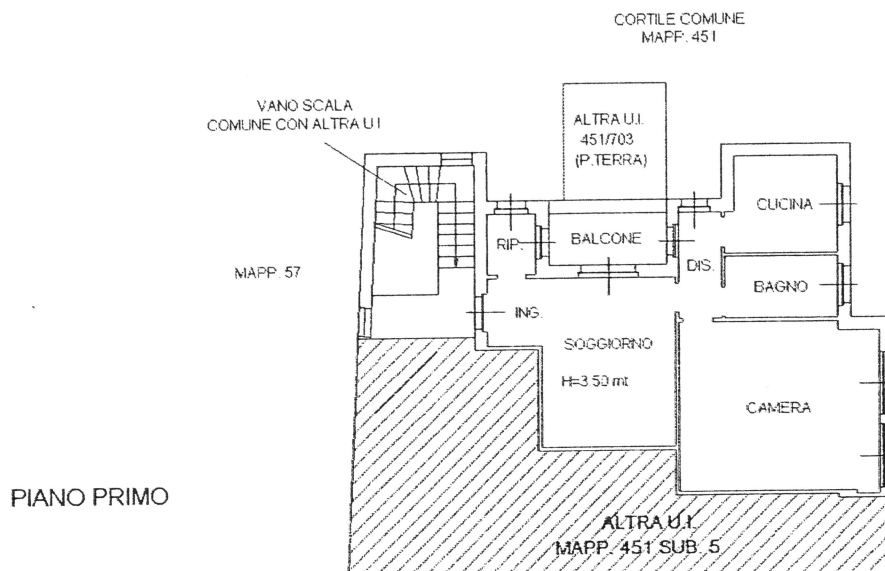 CORTILE COMUNE
MAPP. 451
VANO SCALA
COMUNE CON ALTRA U.I
ALTRA U.I.
451/703
(P.TERRA)
CUCINA
RIP.
BALCONE
DIS.
MAPP. 57
BAGNO
ING.
SOGGIORNO
H=3.50 mt
CAMERA
PIANO PRIMO
ALTRA U.I.
MAPP. 451 SUB. 5